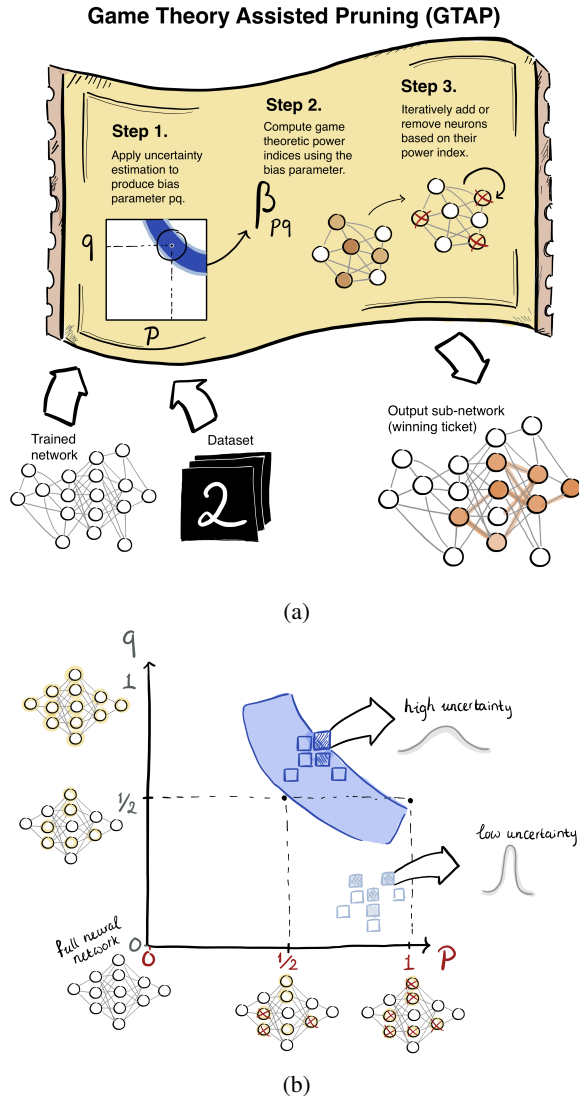 Game Theory Assisted Pruning (GTAP)
Step 1.
Apply uncertainty
estimation to
produce bias
parameter pq.
q
P
Step 2.
Compute game
theoretic power
indices using the
bias parameter.
β
pq
Step 3.
Iteratively add or
remove neurons
based on their
power index.
Trained
network
Dataset
2
Output sub-network
(winning ticket)
(a)
q
1
1/2
0
high uncertainty
low uncertainty
full neural
network
0
1/2
1
P
(b)